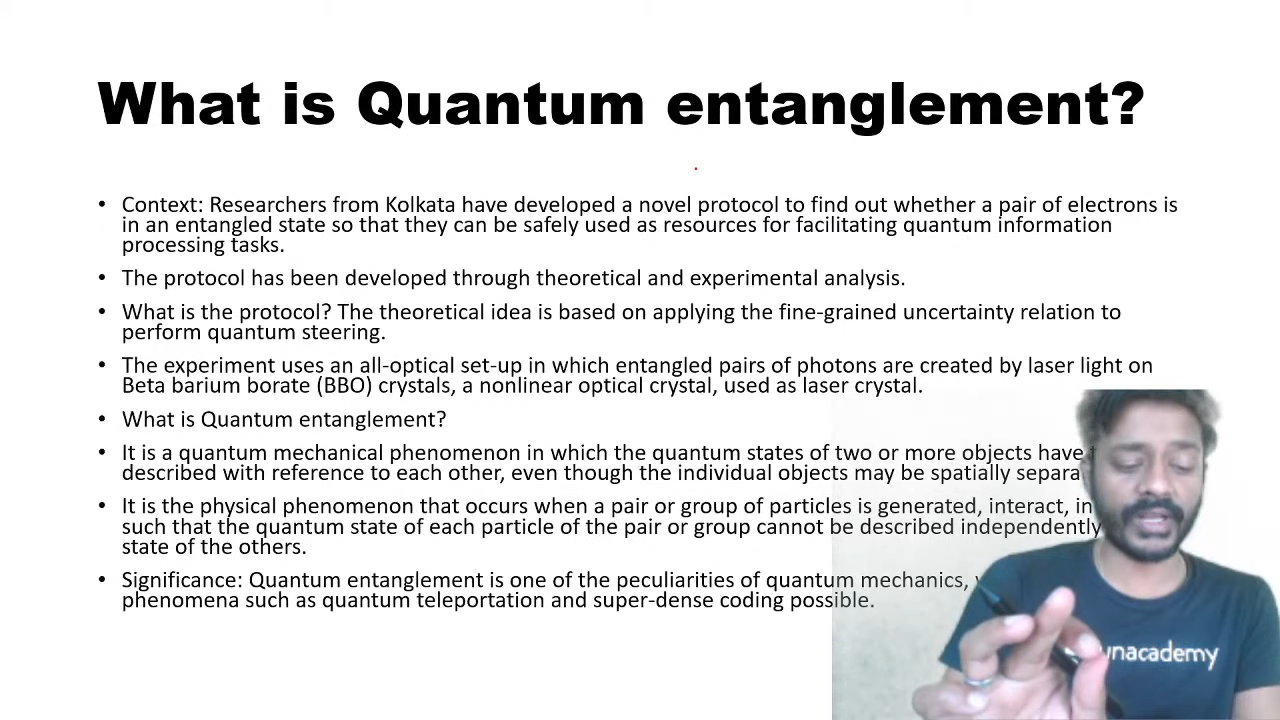 What is Quantum entanglement?
• Context: Researchers from Kolkata have developed a novel protocol to find out whether a pair of electrons is
in an entangled state so that they can be safely used as resources for facilitating quantum information
processing tasks.
• The protocol has been developed through theoretical and experimental analysis.
• What is the protocol? The theoretical idea is based on applying the fine-grained uncertainty relation to
perform quantum steering.
• The experiment uses an all-optical set-up in which entangled pairs of photons are created by laser light on
Beta barium borate (BBO) crystals, a nonlinear optical crystal, used as laser crystal.
• What is Quantum entanglement?
• It is a quantum mechanical phenomenon in which the quantum states of two or more objects have
described with reference to each other, even though the individual objects may be spatially
• It is the physical phenomenon that occurs when a pair or group of particles is generated, interact,
such that the quantum state of each particle of the pair or group cannot be described independently
state of the others.
• Significance: Quantum entanglement is one of the peculiarities of quantum mechanics,
phenomena such as quantum teleportation and super-dense coding possible.
unacademy